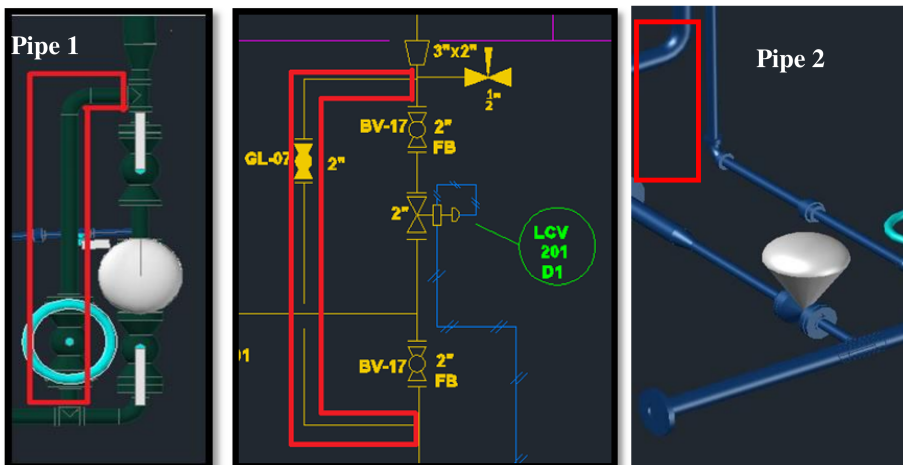 Pipe 1
3"X2"
1"
2
BV-17
2"
FB
GL-07
2"
2"
LCV
201
D1
01
BV-17
2"
FB
Pipe 2